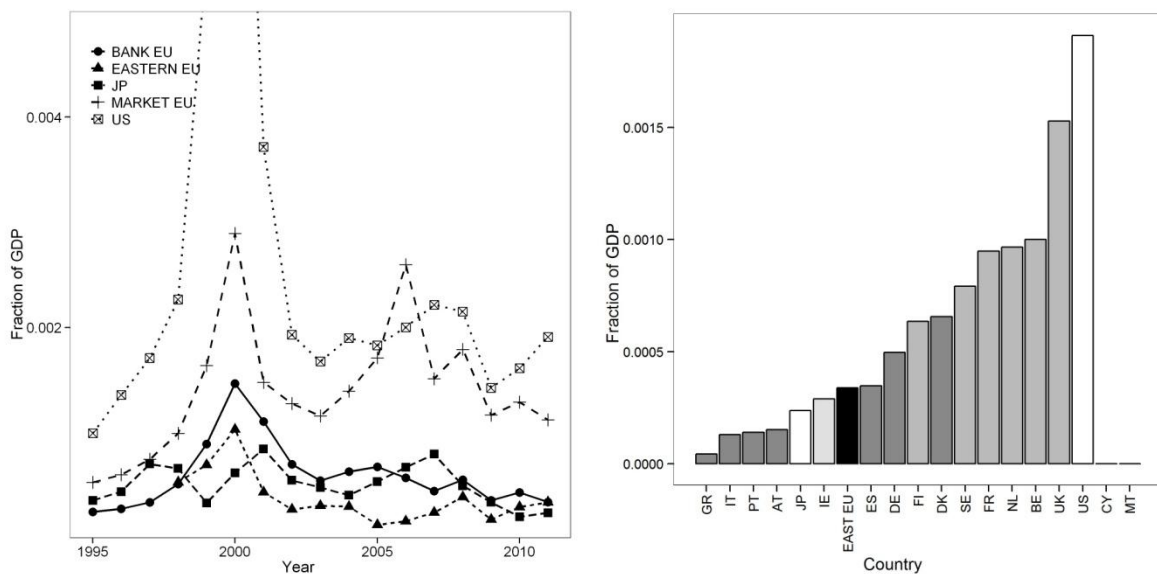 BANK EU
EASTERN EU
JP
MARKET EU
US
0.004
0.002
Fraction of GDP
1995
2000
2005
2010
Year
0.0015
0.0010
0.0005
0.0000
Fraction of GDP
GR
IT
PT
AT
JP
IE
EAST EU
ES
DE
FI
DK
SE
FR
NL
BE
UK
US
CY
MT
Country